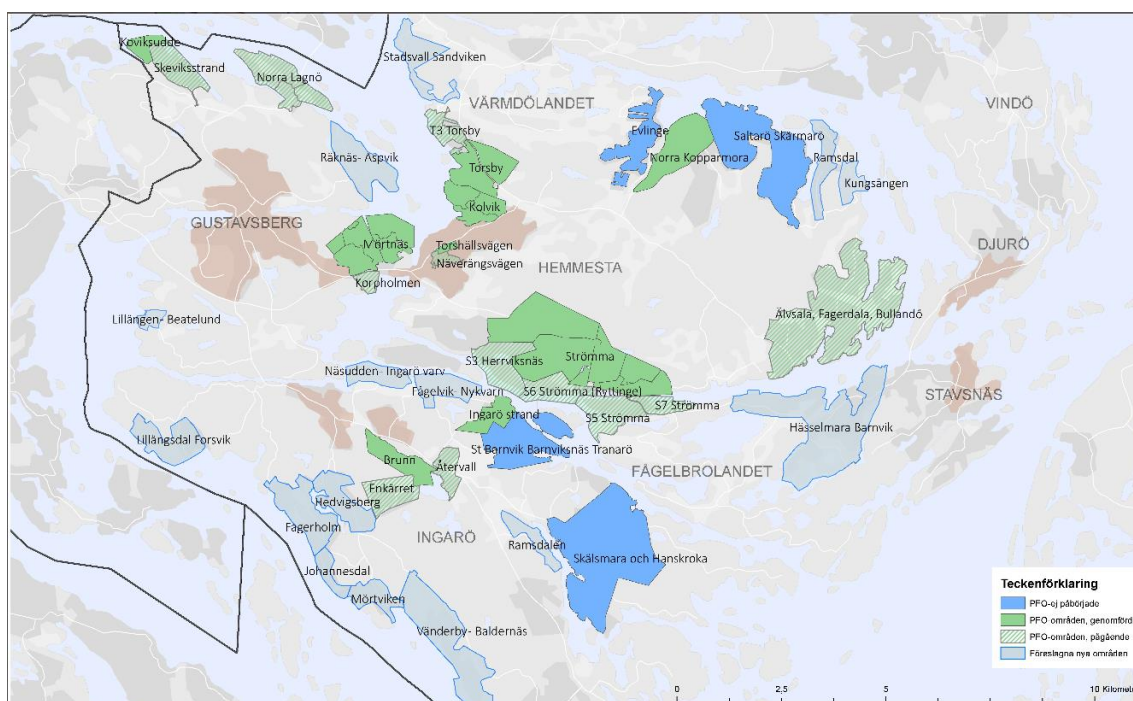 Koviksudde
Skeviksstrand
Norra Lagnö
Stadsvall Sandviken
VÄRMDÖLANDET
VINDÖ
T3 Torsby
Evlinge
Saltarö Skärmarö
Räknäs- Aspvik
Norra Kopparmora
Ramsdal
Torsby
Kungsängen
Kolvik
GUSTAVSBERG
Mörtnäs
Torshällsvägen
DJURÖ
Näverängsvägen
HEMMESTA
Korpholmen
Lillängen- Beatelund
Älvsala, Fagerdala, Bullandö
S3 Herrviksnäs
Strömma
Näsudden- Ingarö varv
Fågelvik- Nykvarn
S6 Strömma (Ryttinge)
STAVSNÄS
S7 Strömma
Ingarö strand
S5 Strömma
Hässelmara Barnvik
Lillängsdal Forsvik
St Barnvik Barnviksnäs Tranarö
Brunn
Återvall
FÅGELBROLANDET
Enkärret
Hedvigsberg
Fagerholm
INGARÖ
Ramsdalen
Skälsmara och Hanskroka
Johannesdal
Mörtviken
Vänderby- Baldernäs
Teckenförklaring
PFO-ej påbörjade
PFO områden, genomförd
PFO-områden, pågående
Föreslagna nya områden
0 2,5 5 10 Kilomete